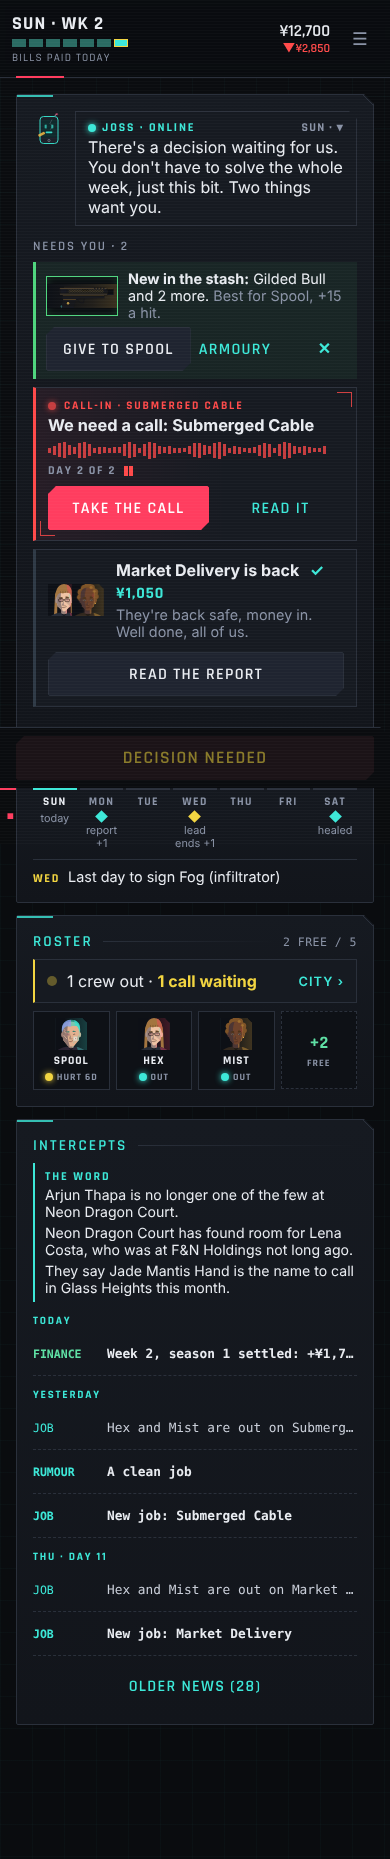 SUN · WK 2
BILLS PAID TODAY
¥12,700
▼¥2,850
☰
JOSS · ONLINE
SUN · ▾
There's a decision waiting for us.
You don't have to solve the whole
week, just this bit. Two things
want you.
NEEDS YOU · 2
New in the stash: Gilded Bull
and 2 more. Best for Spool, +15
a hit.
GIVE TO SPOOL
ARMOURY
✕
CALL-IN · SUBMERGED CABLE
We need a call: Submerged Cable
DAY 2 OF 2
TAKE THE CALL
READ IT
Market Delivery is back ✓
¥1,050
They're back safe, money in.
Well done, all of us.
READ THE REPORT
DECISION NEEDED
SUN MON TUE WED THU FRI SAT
today report lead healed
+1 ends +1
WED Last day to sign Fog (infiltrator)
ROSTER
2 FREE / 5
1 crew out · 1 call waiting
CITY ›
SPOOL HEX MIST +2
HURT 6D OUT OUT FREE
INTERCEPTS
THE WORD
Arjun Thapa is no longer one of the few at
Neon Dragon Court.
Neon Dragon Court has found room for Lena
Costa, who was at F&N Holdings not long ago.
They say Jade Mantis Hand is the name to call
in Glass Heights this month.
TODAY
FINANCE Week 2, season 1 settled: +¥1,7…
YESTERDAY
JOB Hex and Mist are out on Submerg…
RUMOUR A clean job
JOB New job: Submerged Cable
THU · DAY 11
JOB Hex and Mist are out on Market …
JOB New job: Market Delivery
OLDER NEWS (28)